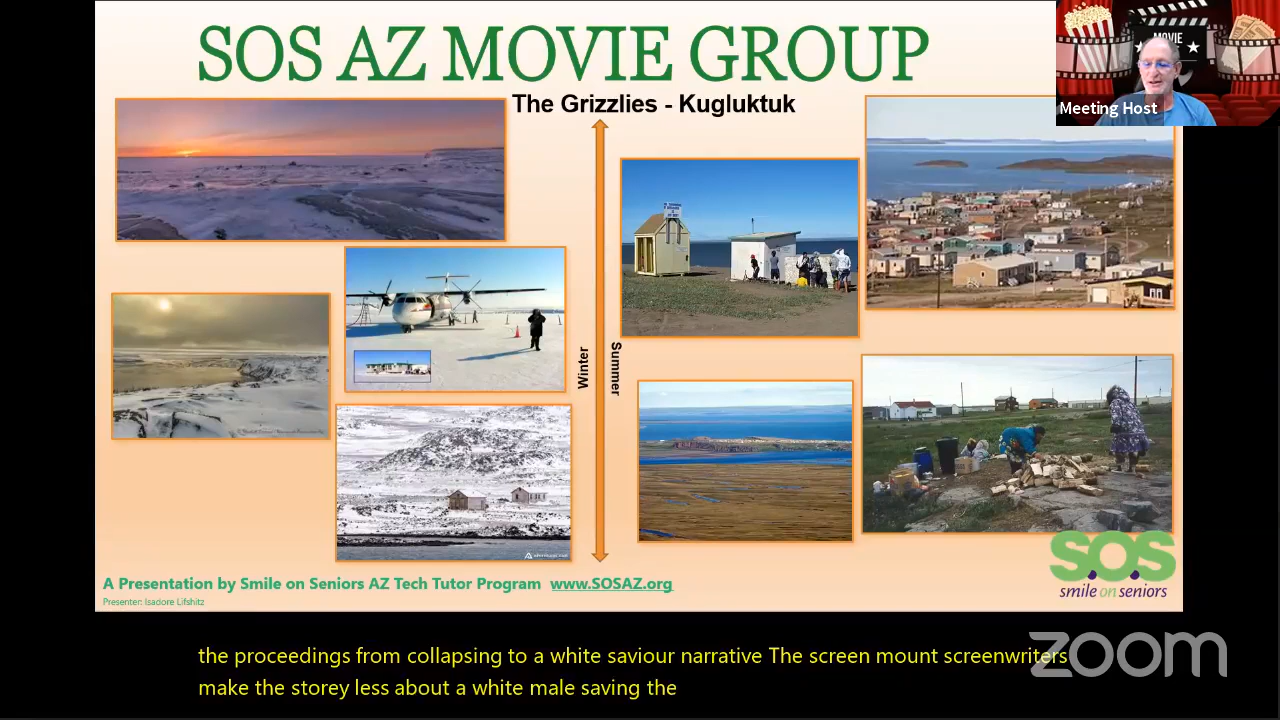 SOS AZ MOVIE GROUP
The Grizzlies - Kugluktuk
MOVIE
Meeting Host
Winter
Summer
A Presentation by Smile on Seniors AZ Tech Tutor Program www.SOSAZ.org
Presenter: Isadore Lifshitz
S.O.S
smile on seniors
zoom
the proceedings from collapsing to a white saviour narrative The screen mount screenwriters
make the storey less about a white male saving the